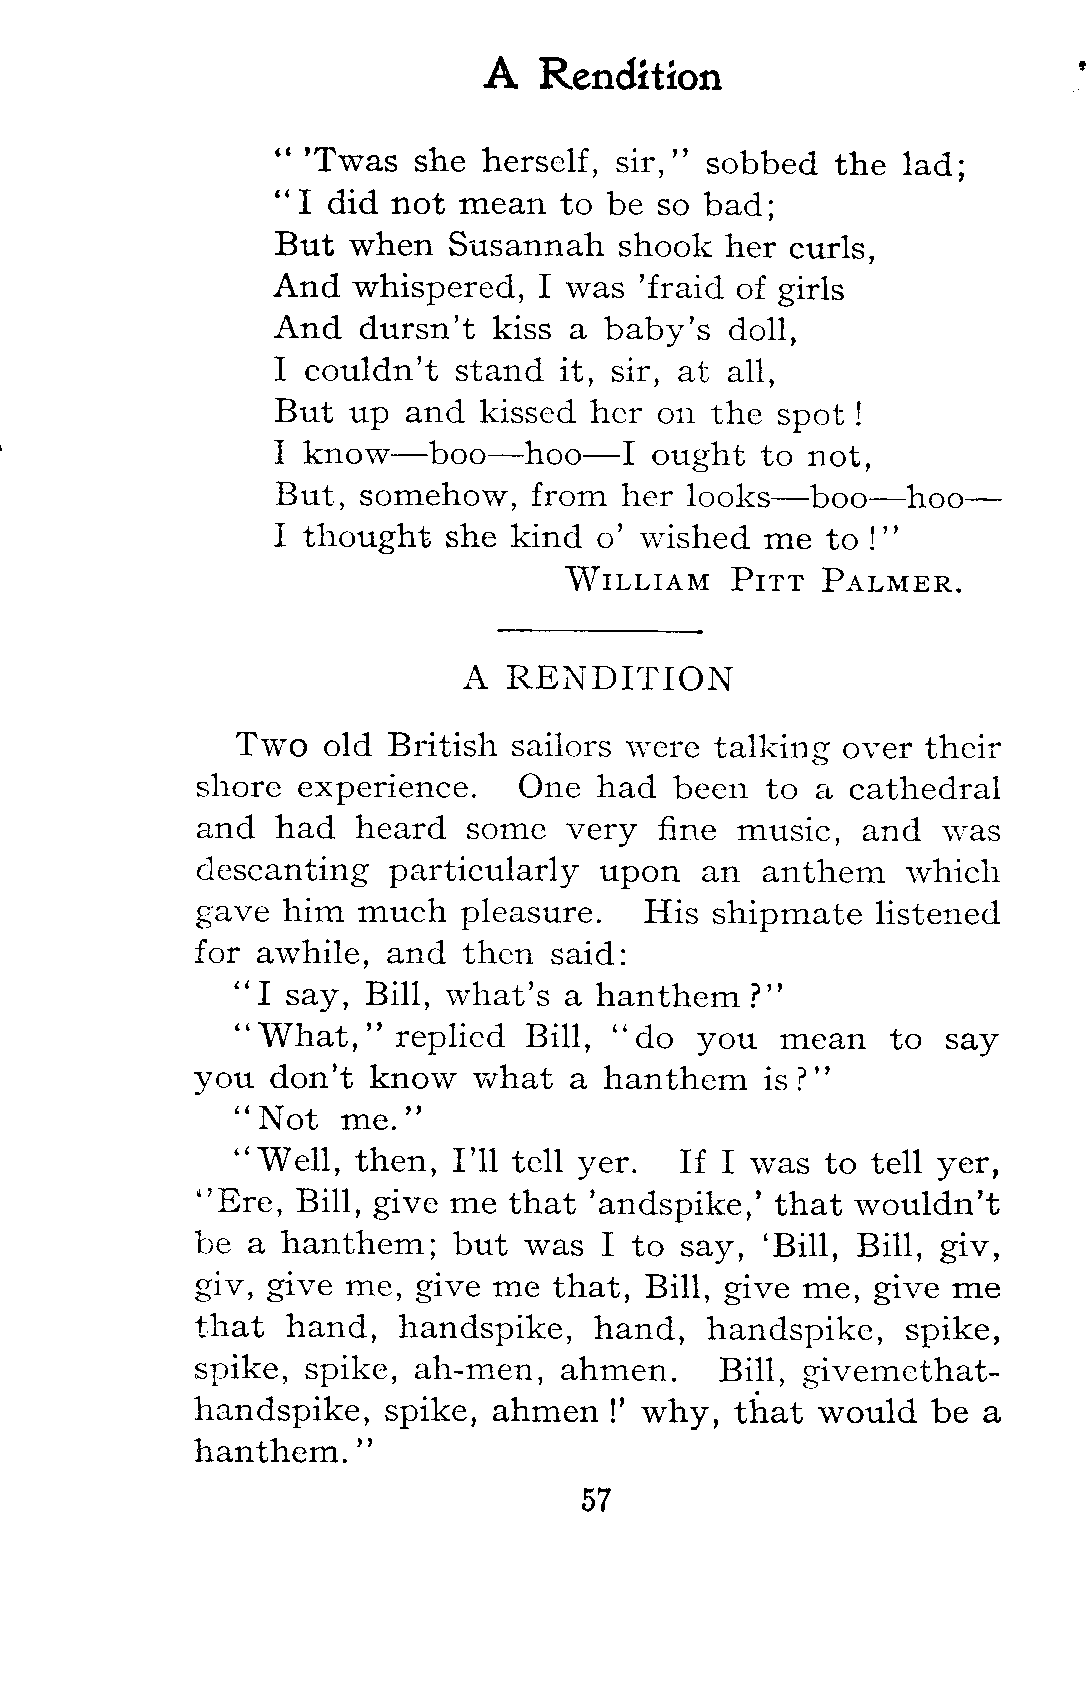 A Rendition
" 'Twas she herself, sir," sobbed the lad;
"I did not mean to be so bad;
But when Susannah shook her curls,
And whispered, I was 'fraid of girls
And dursn't kiss a baby's doll,
I couldn't stand it, sir, at all,
But up and kissed her on the spot!
I know—boo—hoo—I ought to not,
But, somehow, from her looks—boo—hoo—
I thought she kind o' wished me to!"
WILLIAM PITT PALMER.
A RENDITION
Two old British sailors were talking over their
shore experience. One had been to a cathedral
and had heard some very fine music, and was
descanting particularly upon an anthem which
gave him much pleasure. His shipmate listened
for awhile, and then said:
"I say, Bill, what's a hanthem?"
"What," replied Bill, "do you mean to say
you don't know what a hanthem is?"
"Not me."
"Well, then, I'll tell yer. If I was to tell yer,
''Ere, Bill, give me that 'andspike,' that wouldn't
be a hanthem; but was I to say, 'Bill, Bill, giv,
giv, give me, give me that, Bill, give me, give me
that hand, handspike, hand, handspike, spike,
spike, spike, ah-men, ahmen. Bill, givemethat-
handspike, spike, ahmen!' why, that would be a
hanthem."
57